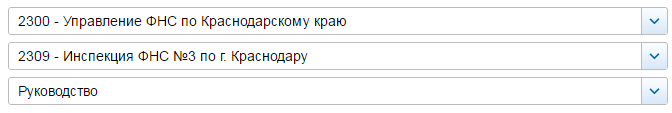 2300 - Управление ФНС по Краснодарскому краю
2309 - Инспекция ФНС №3 по г. Краснодару
Руководство